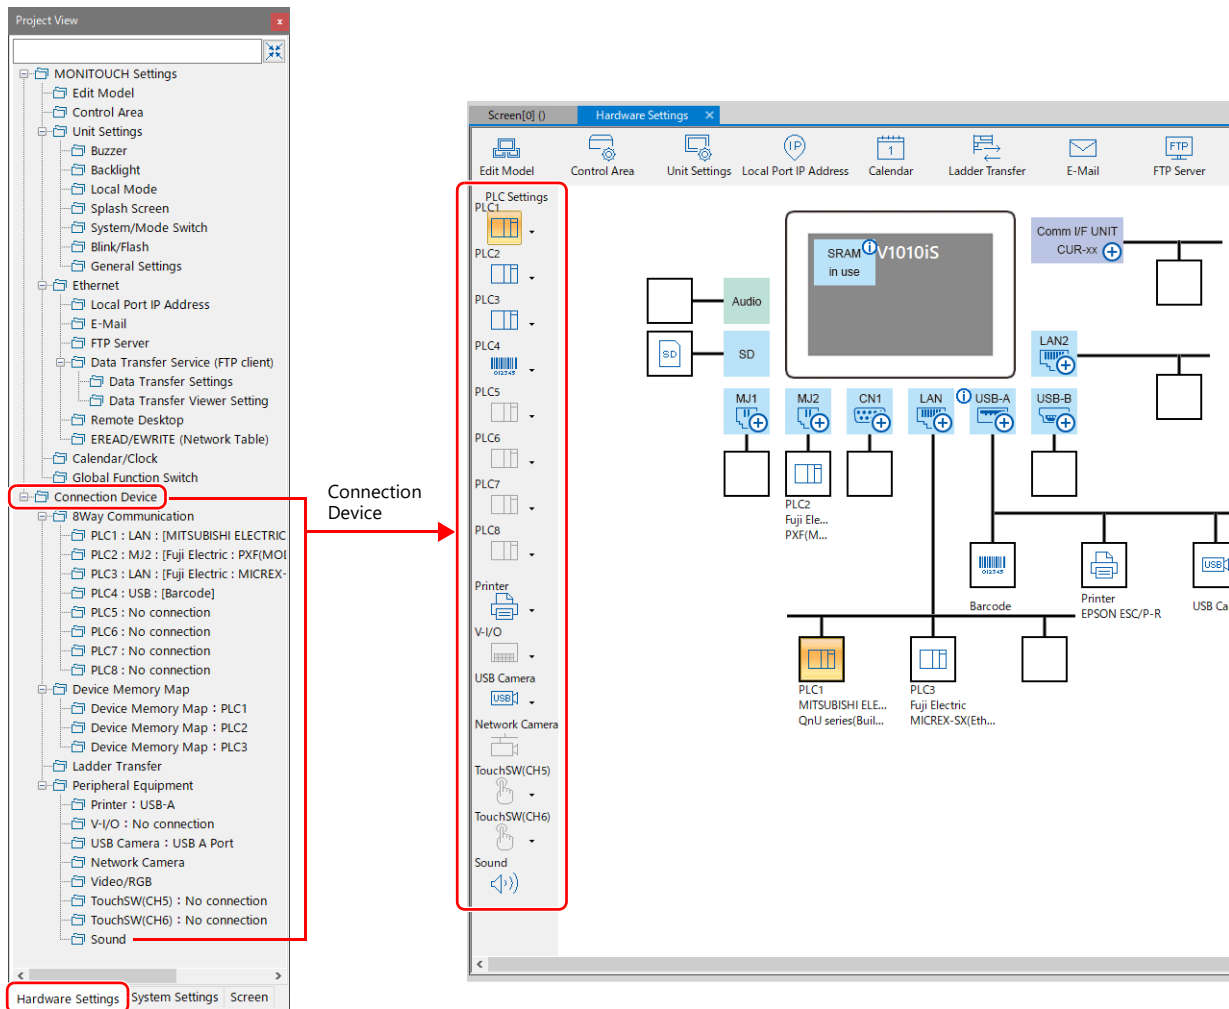 Project View
x
MONITOUCH Settings
Edit Model
Control Area
Unit Settings
Buzzer
Backlight
Local Mode
Splash Screen
System/Mode Switch
Blink/Flash
General Settings
Ethernet
Local Port IP Address
E-Mail
FTP Server
Data Transfer Service (FTP client)
Data Transfer Settings
Data Transfer Viewer Setting
Remote Desktop
EREAD/EWRITE (Network Table)
Calendar/Clock
Global Function Switch
Connection Device
8Way Communication
PLC1 : LAN : [MITSUBISHI ELECTRIC
PLC2 : MJ2 : [Fuji Electric : PXF(MOI
PLC3 : LAN : [Fuji Electric : MICREX-
PLC4 : USB : [Barcode]
PLC5 : No connection
PLC6 : No connection
PLC7 : No connection
PLC8 : No connection
Device Memory Map
Device Memory Map : PLC1
Device Memory Map : PLC2
Device Memory Map : PLC3
Ladder Transfer
Peripheral Equipment
Printer : USB-A
V-I/O : No connection
USB Camera : USB A Port
Network Camera
Video/RGB
TouchSW(CH5) : No connection
TouchSW(CH6) : No connection
Sound
Hardware Settings System Settings Screen
Connection
Device
Screen[0] () Hardware Settings ×
IP 1 FTP
Edit Model Control Area Unit Settings Local Port IP Address Calendar Ladder Transfer E-Mail FTP Server
PLC Settings
PLC1
PLC2
PLC3
PLC4
012345
PLC5
PLC6
PLC7
PLC8
Printer
V-I/O
USB Camera
USB
Network Camera
TouchSW(CH5)
TouchSW(CH6)
Sound
SRAM
in use
V1010iS
Comm I/F UNIT
CUR-xx
Audio
SD SD
LAN2
MJ1 MJ2 CN1 LAN USB-A USB-B
PLC2
Fuji Ele...
PXF(M...
012345
Barcode
Printer
EPSON ESC/P-R
USB
USB Ca
PLC1
MITSUBISHI ELE...
QnU series(Buil...
PLC3
Fuji Electric
MICREX-SX(Eth...